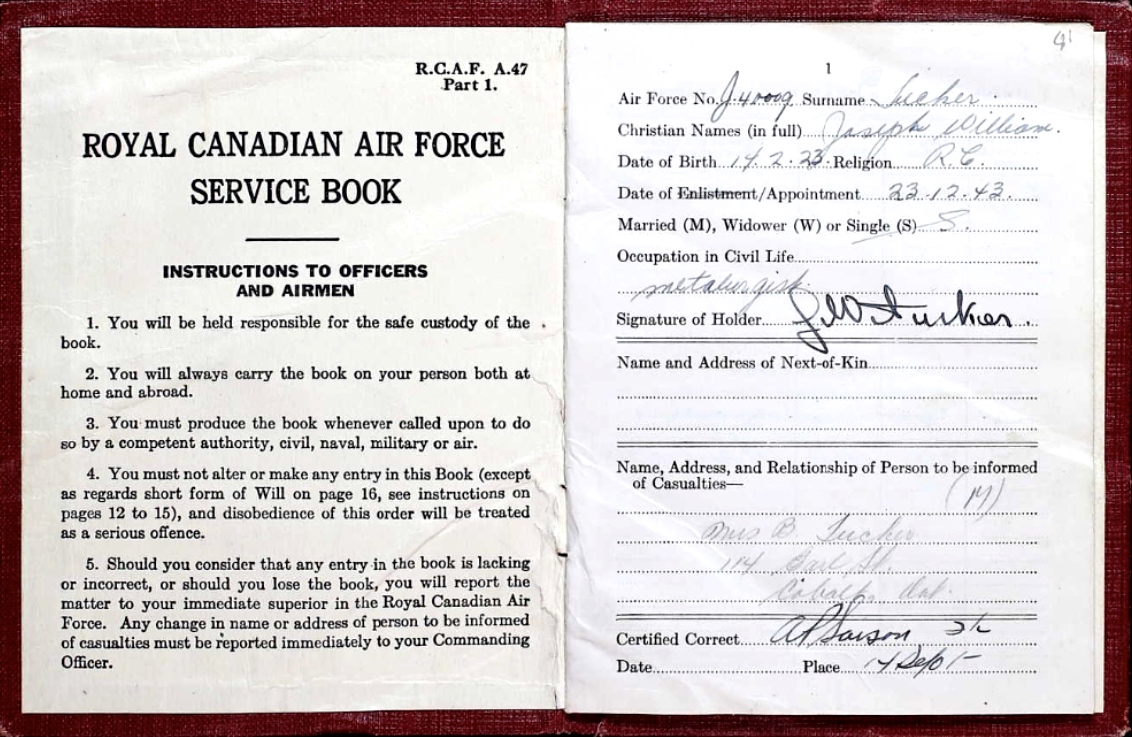 R.C.A.F. A.47
Part 1.
ROYAL CANADIAN AIR FORCE
SERVICE BOOK
INSTRUCTIONS TO OFFICERS
AND AIRMEN
1. You will be held responsible for the safe custody of the
book.
2. You will always carry the book on your person both at
home and abroad.
3. You must produce the book whenever called upon to do
so by a competent authority, civil, naval, military or air.
4. You must not alter or make any entry in this Book (except
as regards short form of Will on page 16, see instructions on
pages 12 to 15), and disobedience of this order will be treated
as a serious offence.
5. Should you consider that any entry in the book is lacking
or incorrect, or should you lose the book, you will report the
matter to your immediate superior in the Royal Canadian Air
Force. Any change in name or address of person to be informed
of casualties must be reported immediately to your Commanding
Officer.
1
Air Force No. J.40009 Surname Tucker.
Christian Names (in full) Joseph William.
Date of Birth 14.2.23. Religion R.C.
Date of Enlistment/Appointment 23.12.43.
Married (M), Widower (W) or Single (S) S.
Occupation in Civil Life
metalurgist
Signature of Holder J W Tucker.
Name and Address of Next-of-Kin
Name, Address, and Relationship of Person to be informed
of Casualties—
(M)
Mrs B. Tucker
114 Earl St.
Cobalt, Ont.
Certified Correct
Date Place 14 Sept